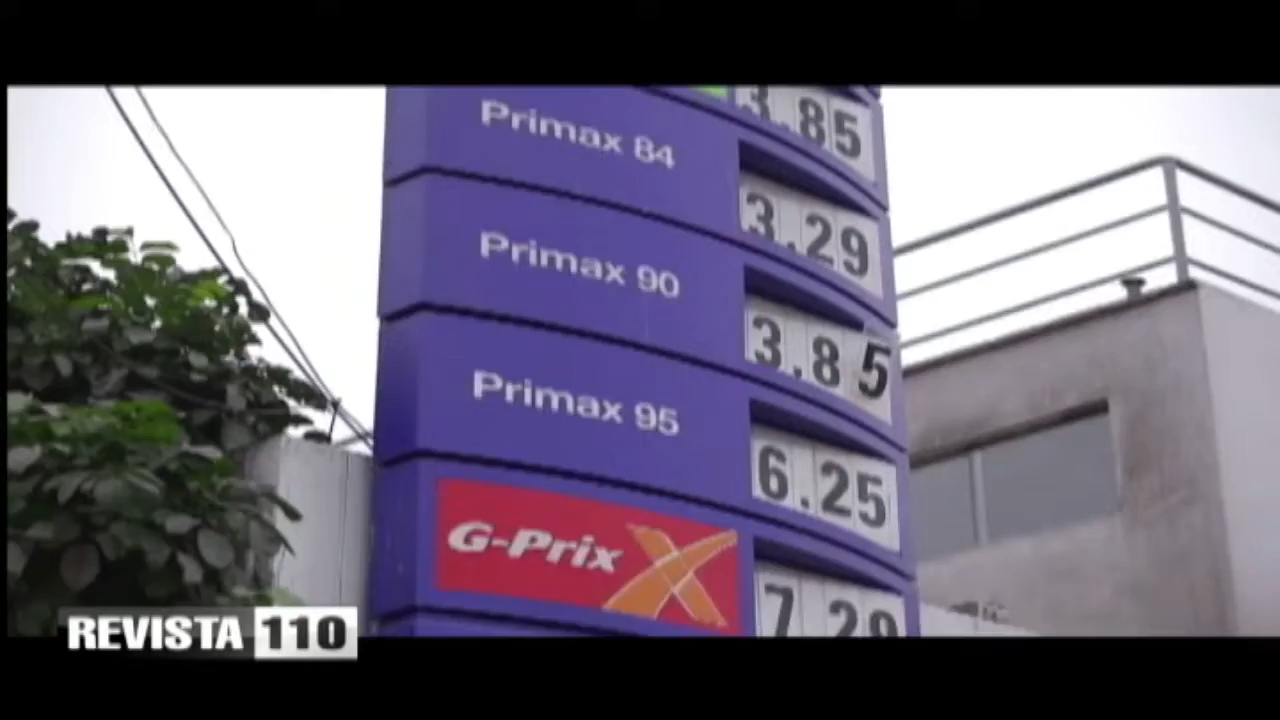 3.85
Primax 84
3.29
Primax 90
3.85
Primax 95
6.25
G-Prix
7.29
REVISTA 110